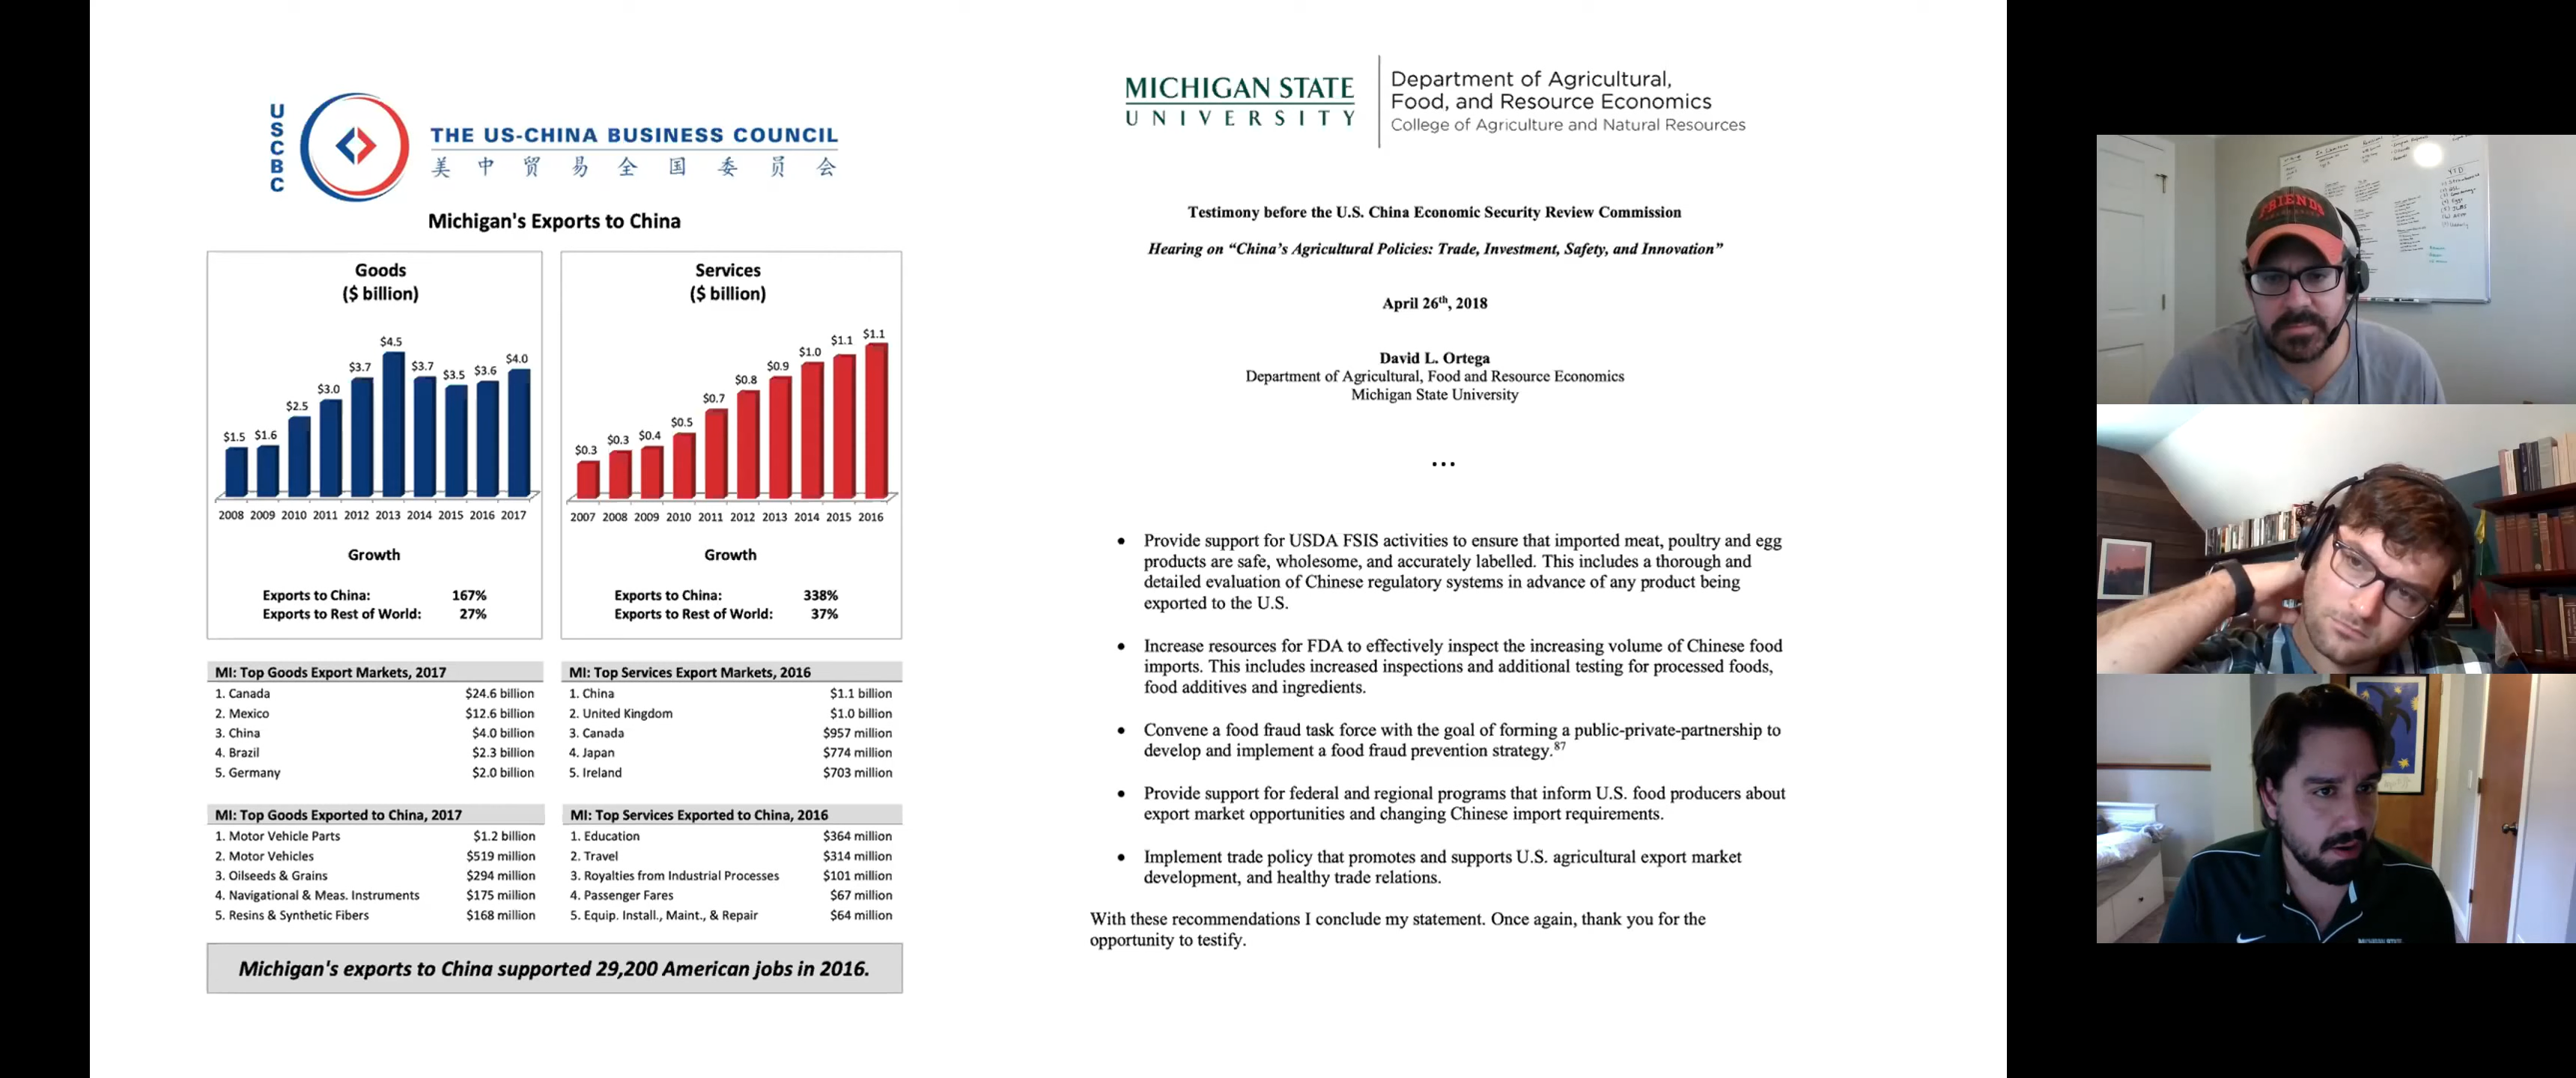 USCBC
THE US-CHINA BUSINESS COUNCIL
美中贸易全国委员会
Michigan's Exports to China
Goods
($ billion)
$1.5 $1.6 $2.5 $3.0 $3.7 $4.5 $3.7 $3.5 $3.6 $4.0
2008 2009 2010 2011 2012 2013 2014 2015 2016 2017
Growth
Exports to China: 167%
Exports to Rest of World: 27%
Services
($ billion)
$0.3 $0.3 $0.4 $0.5 $0.7 $0.8 $0.9 $1.0 $1.1 $1.1
2007 2008 2009 2010 2011 2012 2013 2014 2015 2016
Growth
Exports to China: 338%
Exports to Rest of World: 37%
MI: Top Goods Export Markets, 2017
1. Canada $24.6 billion
2. Mexico $12.6 billion
3. China $4.0 billion
4. Brazil $2.3 billion
5. Germany $2.0 billion
MI: Top Services Export Markets, 2016
1. China $1.1 billion
2. United Kingdom $1.0 billion
3. Canada $957 million
4. Japan $774 million
5. Ireland $703 million
MI: Top Goods Exported to China, 2017
1. Motor Vehicle Parts $1.2 billion
2. Motor Vehicles $519 million
3. Oilseeds & Grains $294 million
4. Navigational & Meas. Instruments $175 million
5. Resins & Synthetic Fibers $168 million
MI: Top Services Exported to China, 2016
1. Education $364 million
2. Travel $314 million
3. Royalties from Industrial Processes $101 million
4. Passenger Fares $67 million
5. Equip. Install., Maint., & Repair $64 million
Michigan's exports to China supported 29,200 American jobs in 2016.
MICHIGAN STATE
UNIVERSITY
Department of Agricultural,
Food, and Resource Economics
College of Agriculture and Natural Resources
Testimony before the U.S. China Economic Security Review Commission
Hearing on “China’s Agricultural Policies: Trade, Investment, Safety, and Innovation”
April 26th, 2018
David L. Ortega
Department of Agricultural, Food and Resource Economics
Michigan State University
...
• Provide support for USDA FSIS activities to ensure that imported meat, poultry and egg
products are safe, wholesome, and accurately labelled. This includes a thorough and
detailed evaluation of Chinese regulatory systems in advance of any product being
exported to the U.S.
• Increase resources for FDA to effectively inspect the increasing volume of Chinese food
imports. This includes increased inspections and additional testing for processed foods,
food additives and ingredients.
• Convene a food fraud task force with the goal of forming a public-private-partnership to
develop and implement a food fraud prevention strategy.87
• Provide support for federal and regional programs that inform U.S. food producers about
export market opportunities and changing Chinese import requirements.
• Implement trade policy that promotes and supports U.S. agricultural export market
development, and healthy trade relations.
With these recommendations I conclude my statement. Once again, thank you for the
opportunity to testify.
FRIENDS